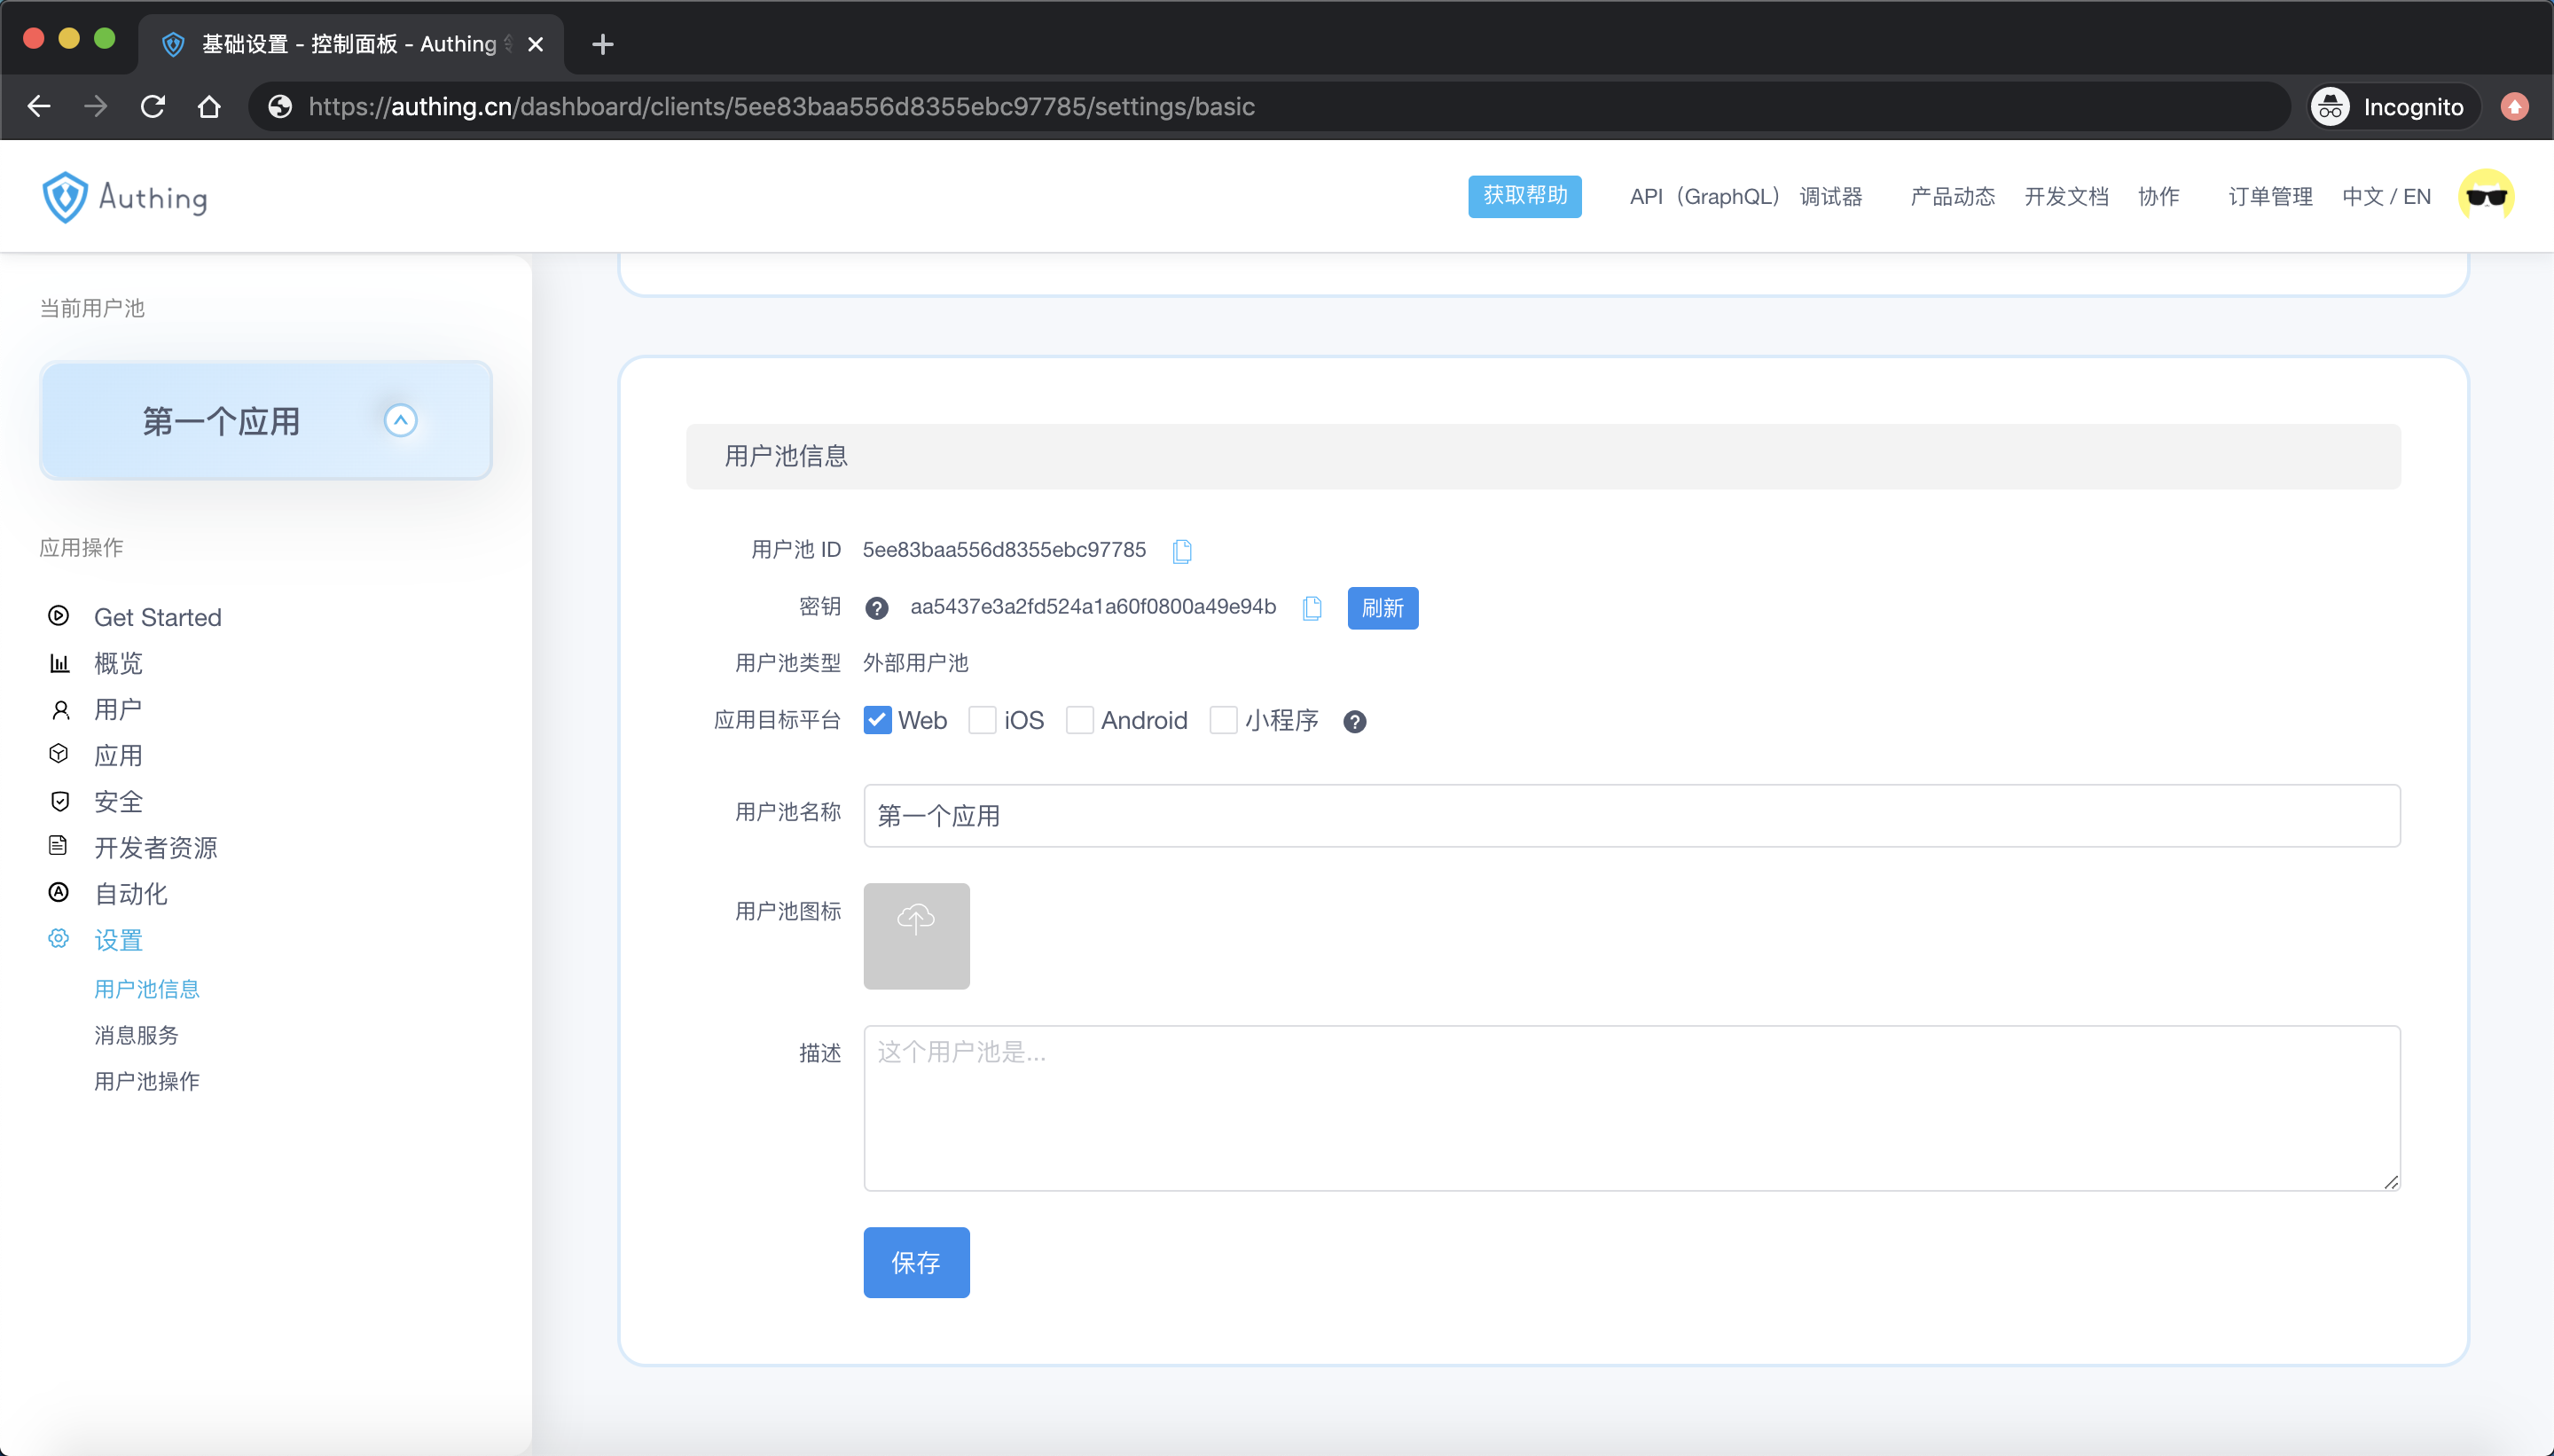 基础设置 - 控制面板 - Authing
https://authing.cn/dashboard/clients/5ee83baa556d8355ebc97785/settings/basic
Incognito
Authing
获取帮助
API（GraphQL） 调试器
产品动态
开发文档
协作
订单管理
中文 / EN
当前用户池
第一个应用
应用操作
Get Started
概览
用户
应用
安全
开发者资源
自动化
设置
用户池信息
消息服务
用户池操作
用户池信息
用户池 ID 5ee83baa556d8355ebc97785
密钥 aa5437e3a2fd524a1a60f0800a49e94b 刷新
用户池类型 外部用户池
应用目标平台 Web iOS Android 小程序
用户池名称 第一个应用
用户池图标
描述 这个用户池是...
保存